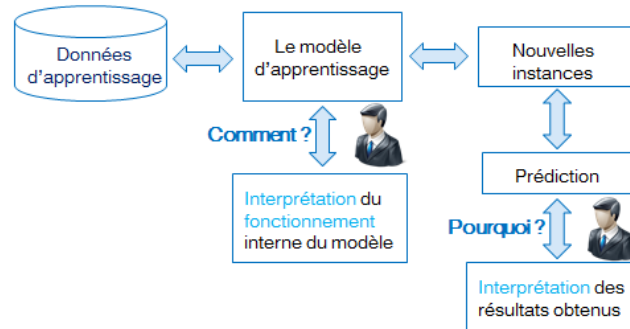 Données
d'apprentissage
Le modèle
d'apprentissage
Nouvelles
instances
Comment ?
Interprétation du
fonctionnement
interne du modèle
Prédiction
Pourquoi ?
Interprétation des
résultats obtenus